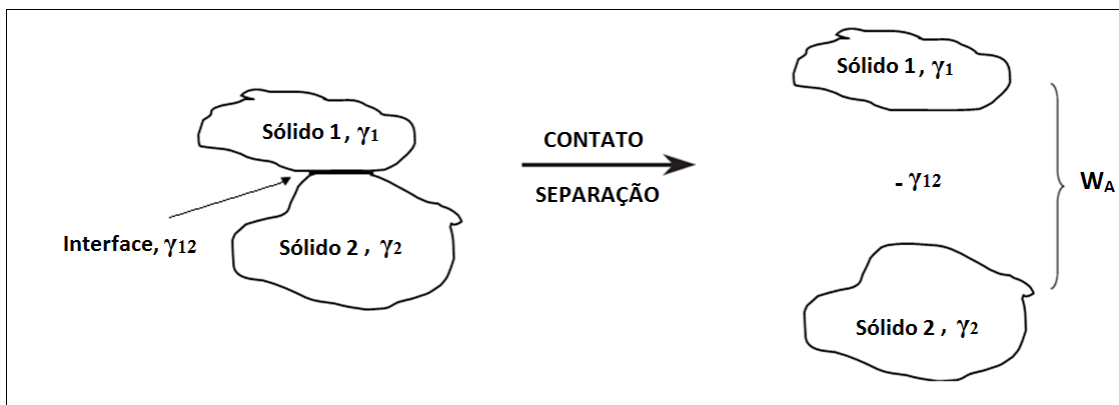 Sólido 1 , γ1
Interface, γ12
Sólido 2 , γ2
CONTATO
SEPARAÇÃO
Sólido 1 , γ1
- γ12
WA
Sólido 2 , γ2